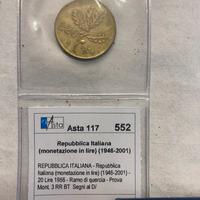 Asta
Asta 117
552
Repubblica Italiana
(monetazione in lire) (1946-2001)
REPUBBLICA ITALIANA - Repubblica
Italiana (monetazione in lire) (1946-2001) -
20 Lire 1956 - Ramo di quercia - Prova
Mont. 3 RR BT Segni al D/